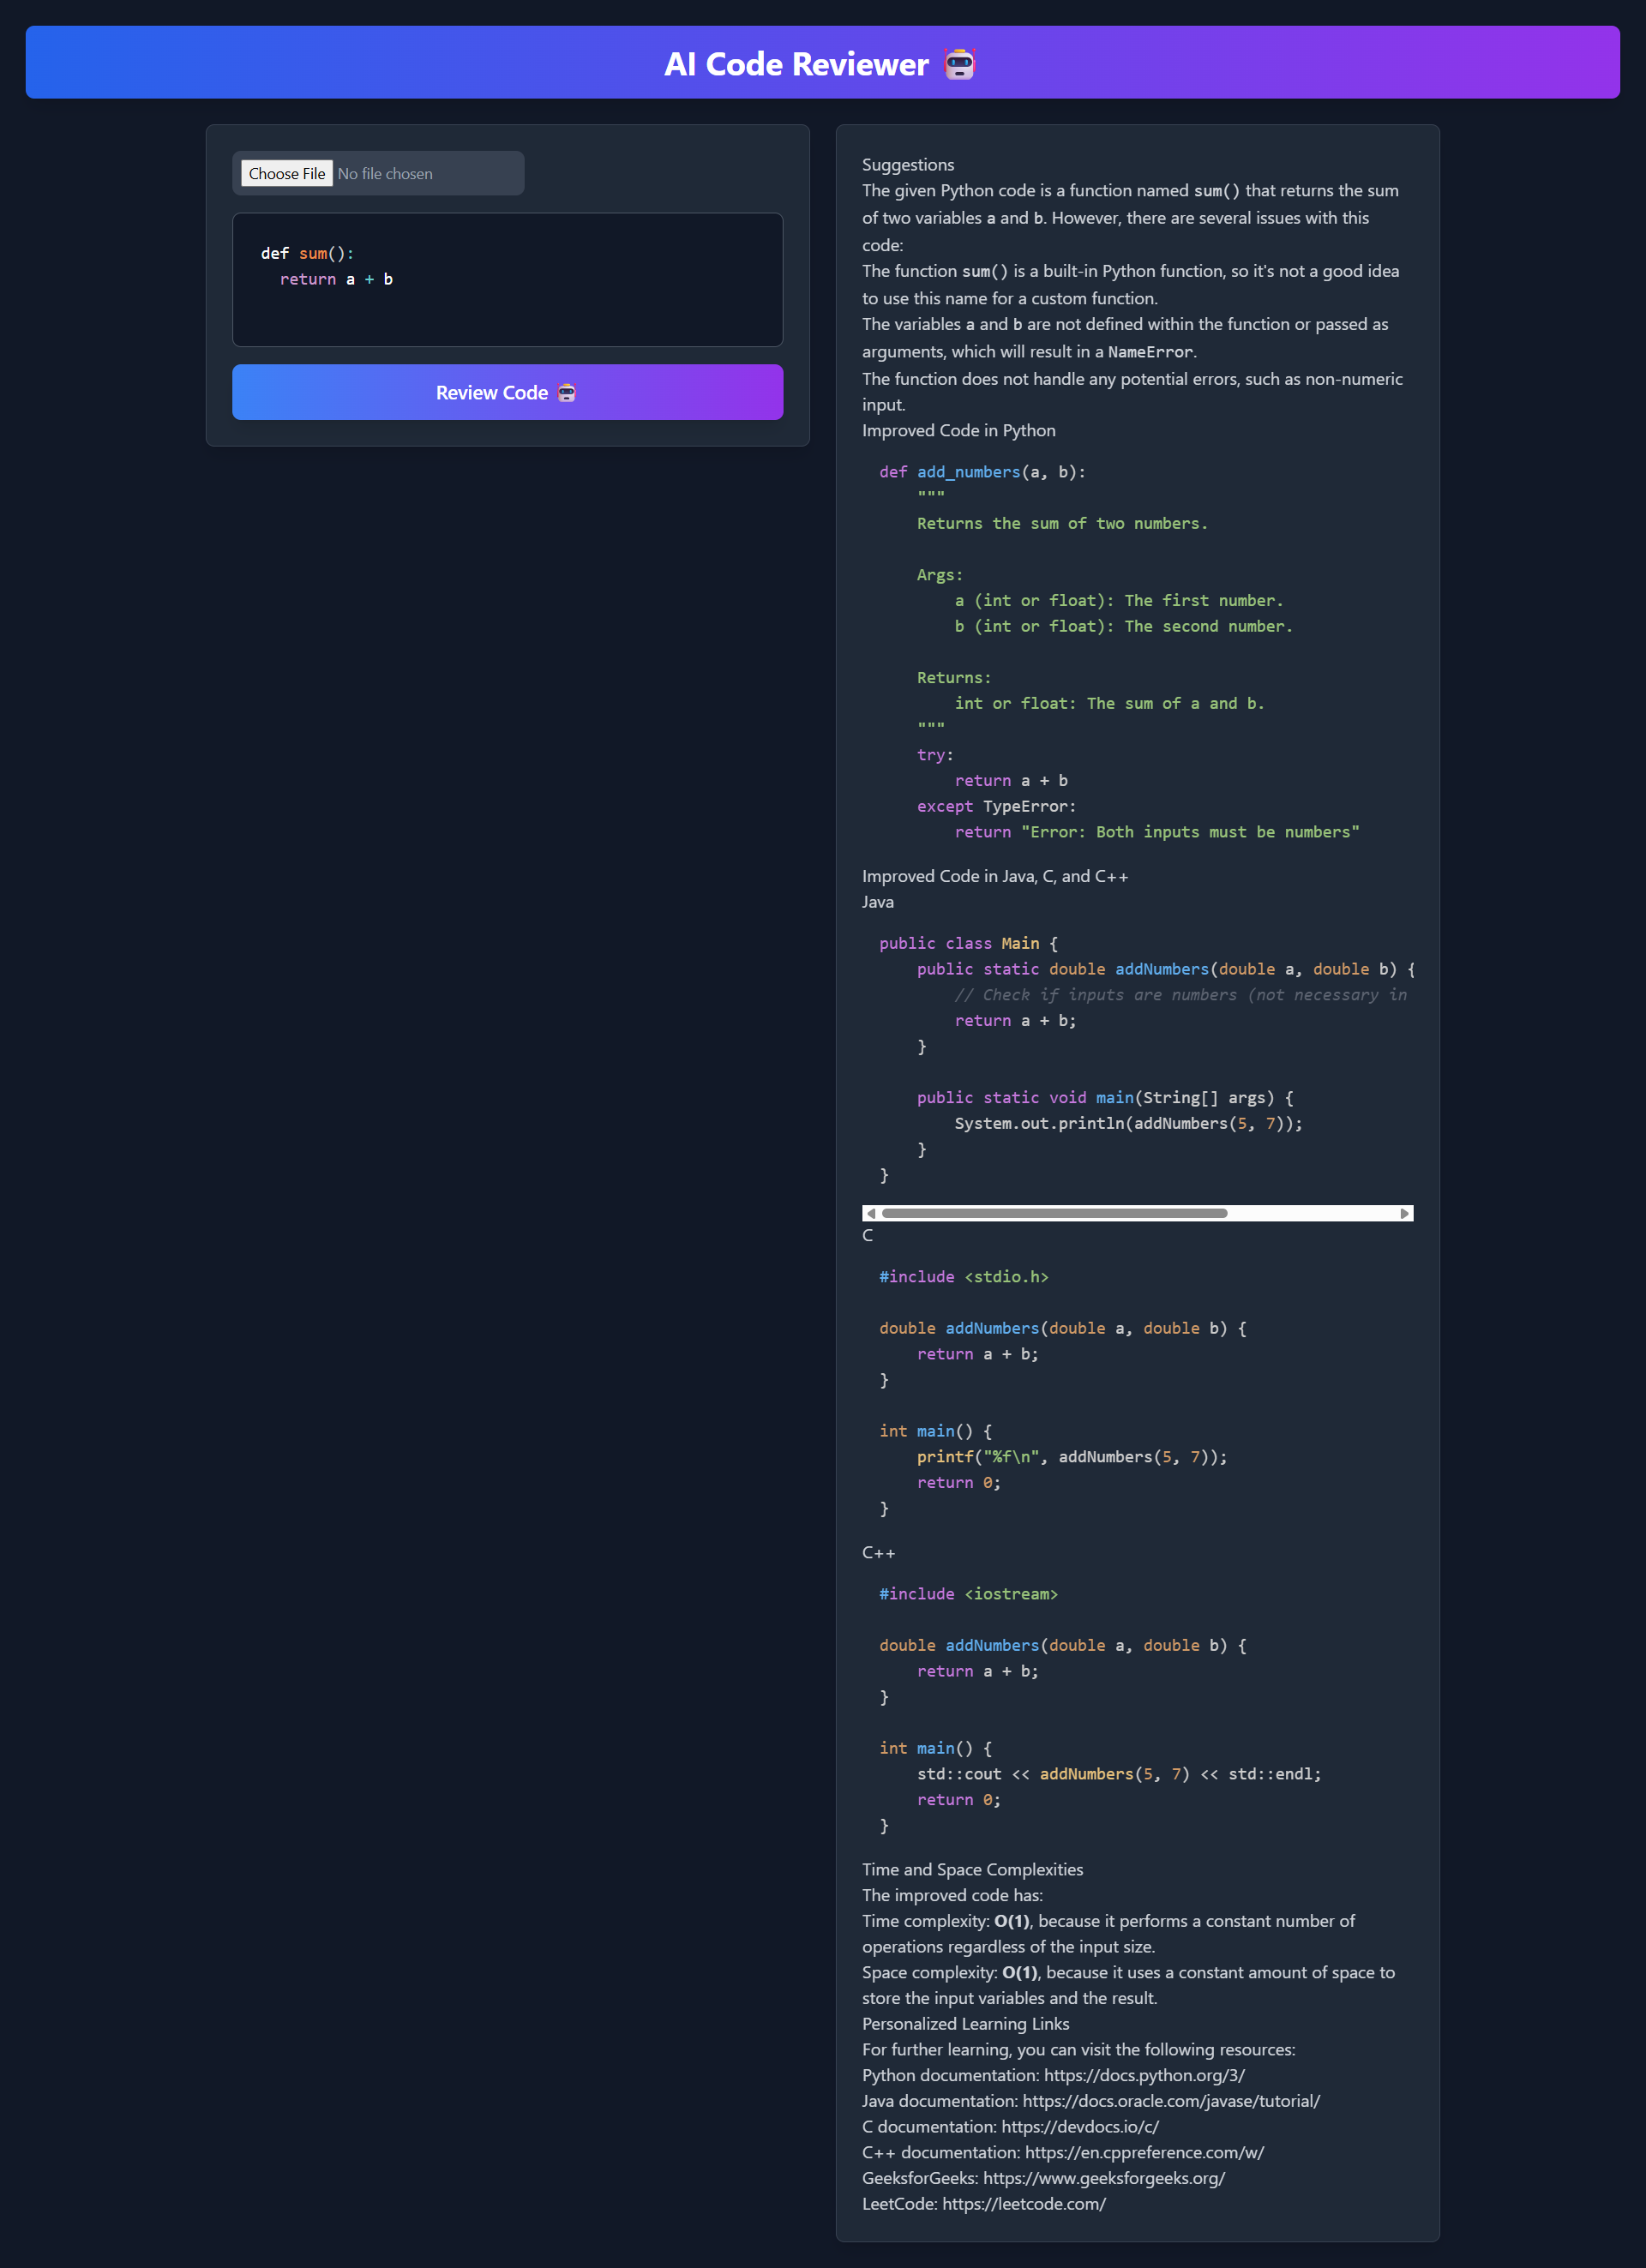 AI Code Reviewer
Choose File No file chosen
def sum():
  return a + b
Review Code
Suggestions
The given Python code is a function named sum() that returns the sum
of two variables a and b. However, there are several issues with this
code:
The function sum() is a built-in Python function, so it's not a good idea
to use this name for a custom function.
The variables a and b are not defined within the function or passed as
arguments, which will result in a NameError.
The function does not handle any potential errors, such as non-numeric
input.
Improved Code in Python
def add_numbers(a, b):
    """
    Returns the sum of two numbers.
    Args:
        a (int or float): The first number.
        b (int or float): The second number.
    Returns:
        int or float: The sum of a and b.
    """
    try:
        return a + b
    except TypeError:
        return "Error: Both inputs must be numbers"
Improved Code in Java, C, and C++
Java
public class Main {
    public static double addNumbers(double a, double b) {
        // Check if inputs are numbers (not necessary in
        return a + b;
    }
    public static void main(String[] args) {
        System.out.println(addNumbers(5, 7));
    }
}
C
#include <stdio.h>
double addNumbers(double a, double b) {
    return a + b;
}
int main() {
    printf("%f\n", addNumbers(5, 7));
    return 0;
}
C++
#include <iostream>
double addNumbers(double a, double b) {
    return a + b;
}
int main() {
    std::cout << addNumbers(5, 7) << std::endl;
    return 0;
}
Time and Space Complexities
The improved code has:
Time complexity: O(1), because it performs a constant number of
operations regardless of the input size.
Space complexity: O(1), because it uses a constant amount of space to
store the input variables and the result.
Personalized Learning Links
For further learning, you can visit the following resources:
Python documentation: https://docs.python.org/3/
Java documentation: https://docs.oracle.com/javase/tutorial/
C documentation: https://devdocs.io/c/
C++ documentation: https://en.cppreference.com/w/
GeeksforGeeks: https://www.geeksforgeeks.org/
LeetCode: https://leetcode.com/